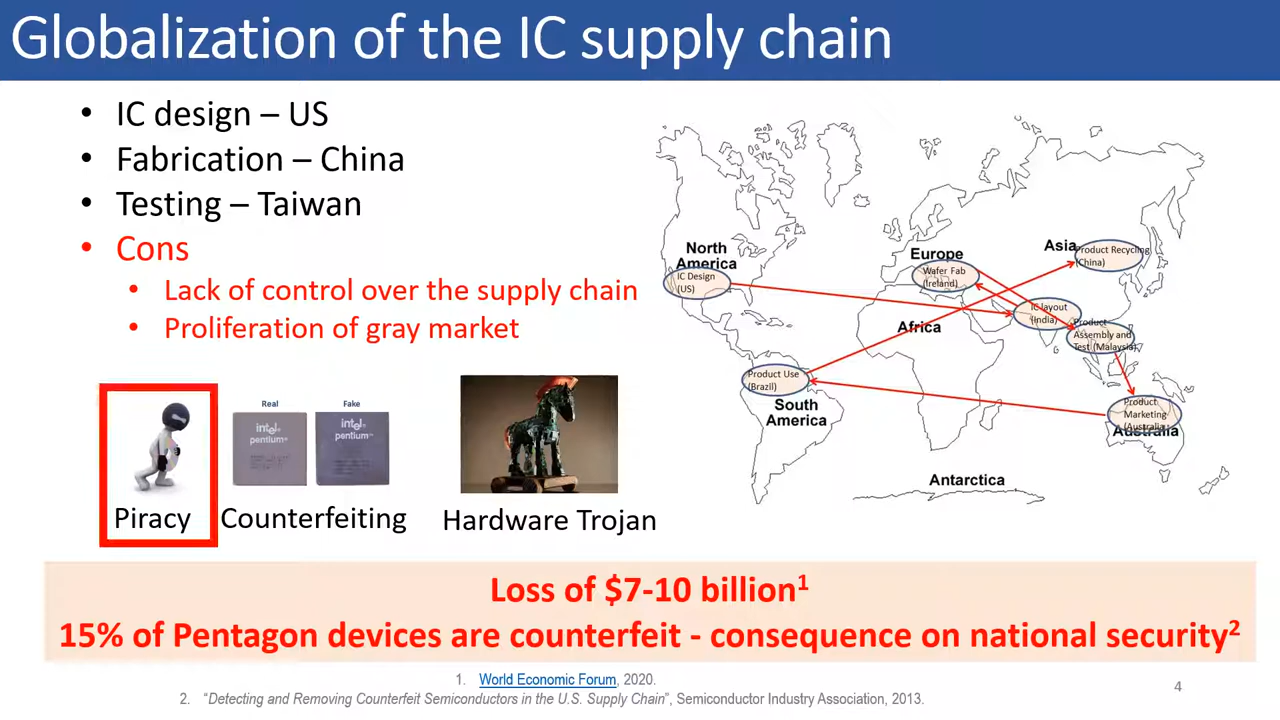 Globalization of the IC supply chain
• IC design – US
• Fabrication – China
• Testing – Taiwan
• Cons
• Lack of control over the supply chain
• Proliferation of gray market
North
America
IC Design
(US)
Europe
Wafer Fab
(Ireland)
Asia
Product Recycling
(China)
IC layout
(India)
Africa
Product
Assembly and
Test (Malaysia)
Product Use
(Brazil)
South
America
Product
Marketing
(Australia
Australia
Antarctica
Real
Fake
intel
pentium
intel
pentium
Piracy
Counterfeiting
Hardware Trojan
Loss of $7-10 billion1
15% of Pentagon devices are counterfeit - consequence on national security2
1. World Economic Forum, 2020.
2. “Detecting and Removing Counterfeit Semiconductors in the U.S. Supply Chain”, Semiconductor Industry Association, 2013.
4